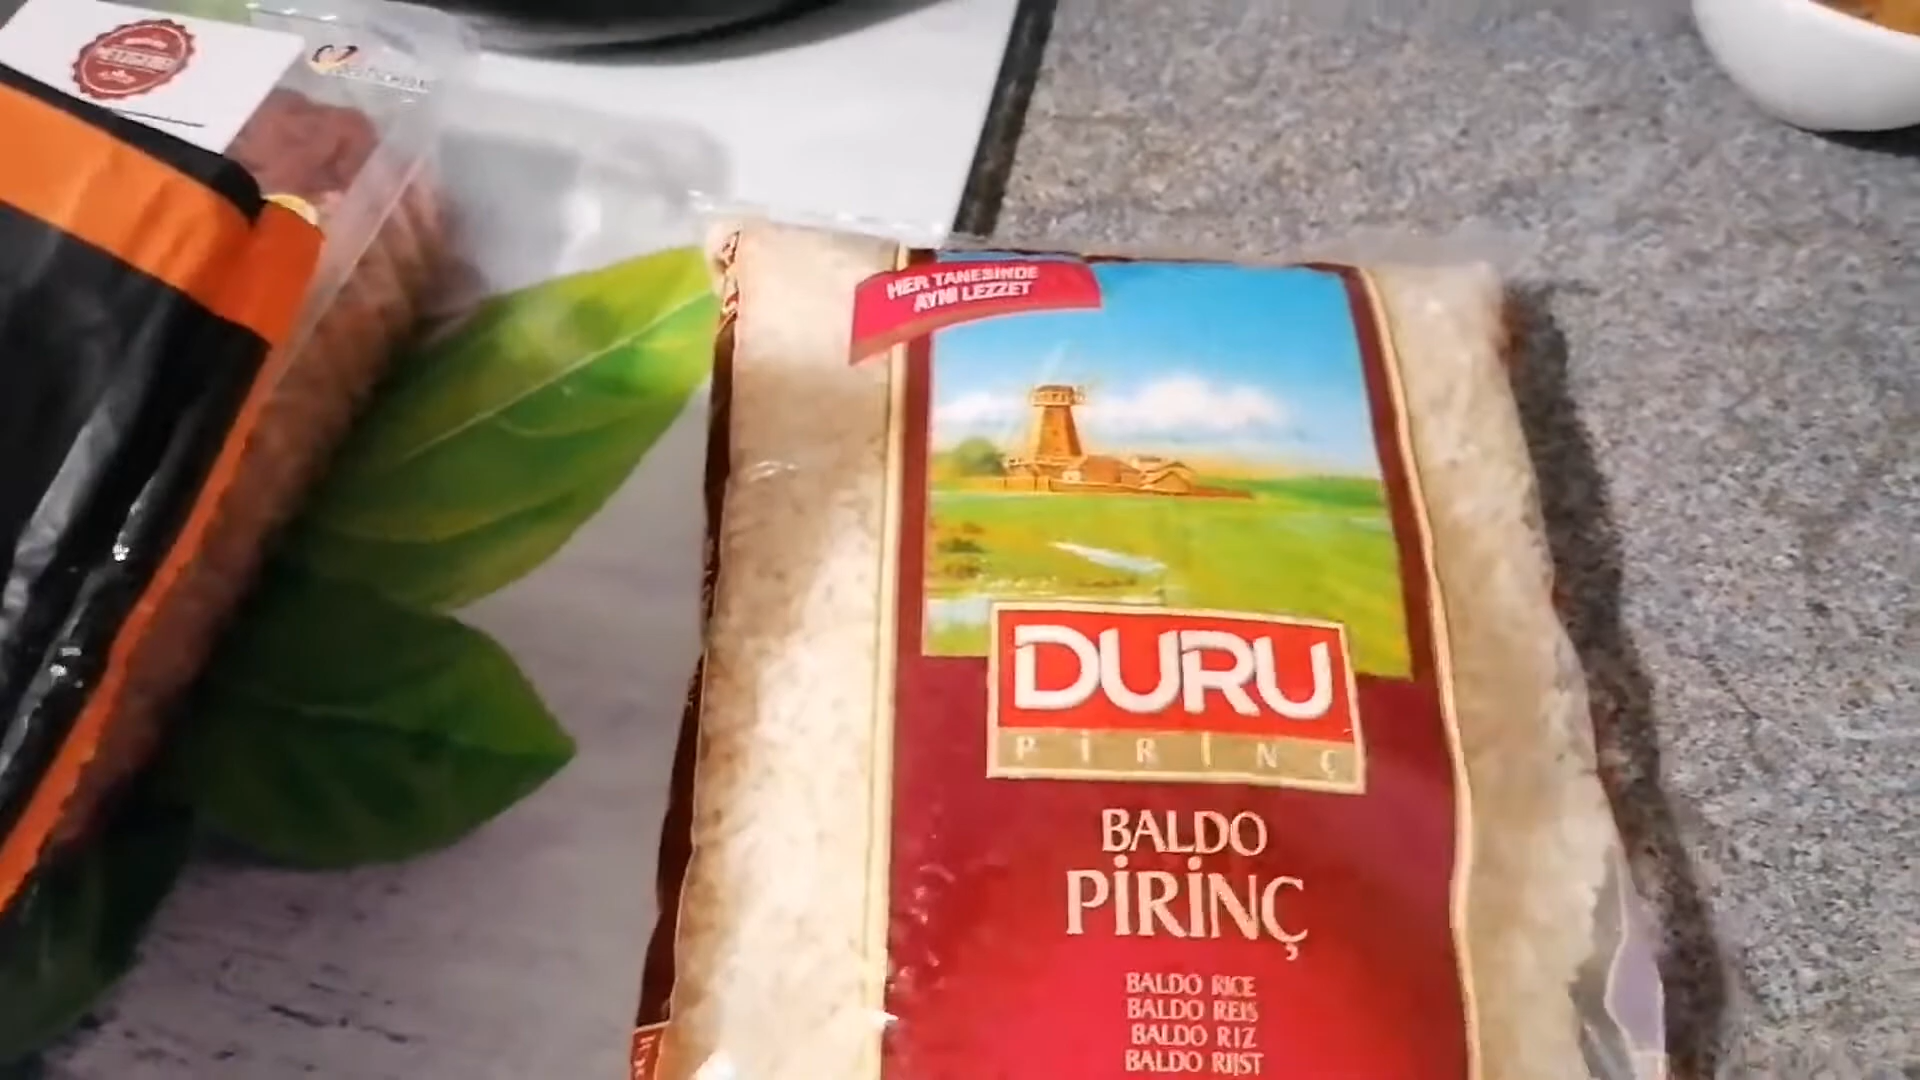 HER TANESİNDE
AYNI LEZZET
DURU
PİRİNÇ
BALDO
PİRİNÇ
BALDO RICE
BALDO REIS
BALDO RIZ
BALDO RIJST